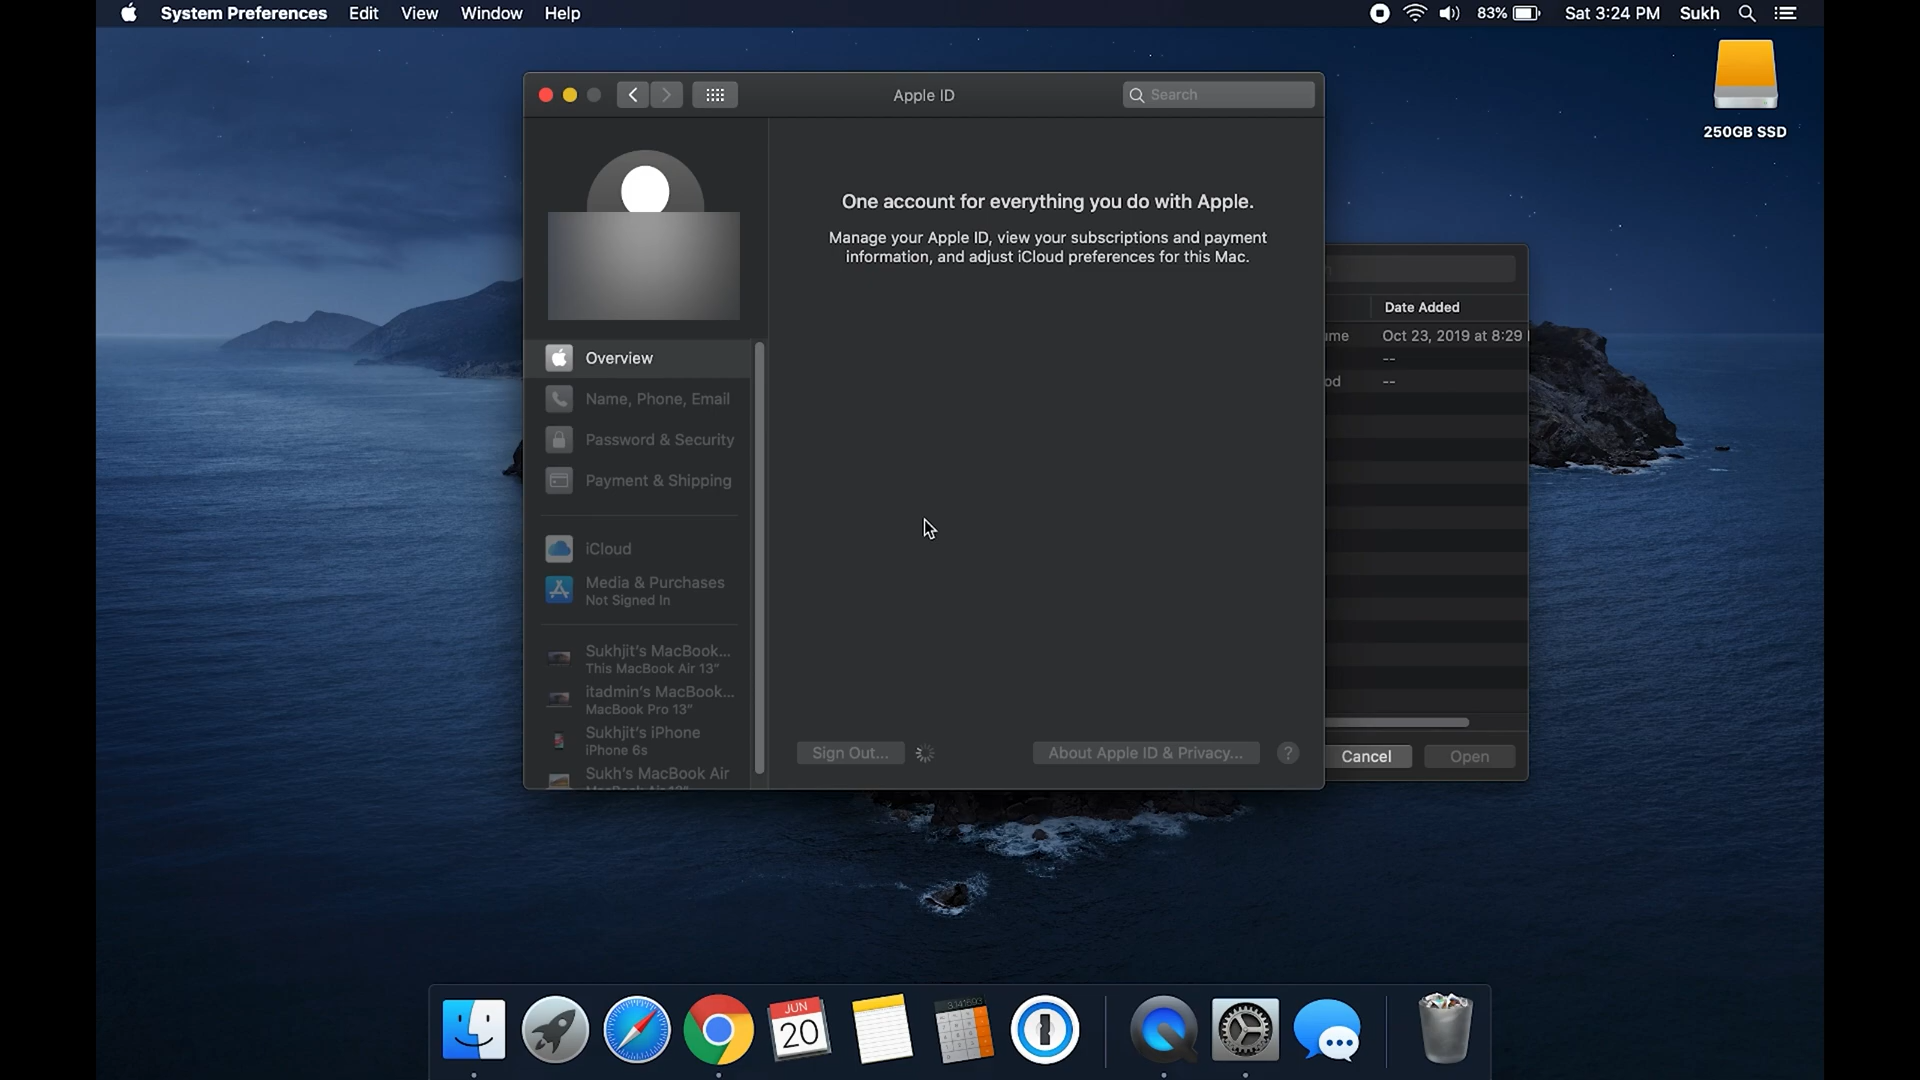 System Preferences Edit View Window Help
83% Sat 3:24 PM Sukh
250GB SSD
Apple ID
Search
One account for everything you do with Apple.
Manage your Apple ID, view your subscriptions and payment
information, and adjust iCloud preferences for this Mac.
Overview
Name, Phone, Email
Password & Security
Payment & Shipping
iCloud
Media & Purchases
Not Signed In
Sukhjit's MacBook...
This MacBook Air 13"
itadmin's MacBook...
MacBook Pro 13"
Sukhjit's iPhone
iPhone 6s
Sukh's MacBook Air
Sign Out...
About Apple ID & Privacy...
?
Date Added
Oct 23, 2019 at 8:29
--
--
Cancel
Open
JUN
20